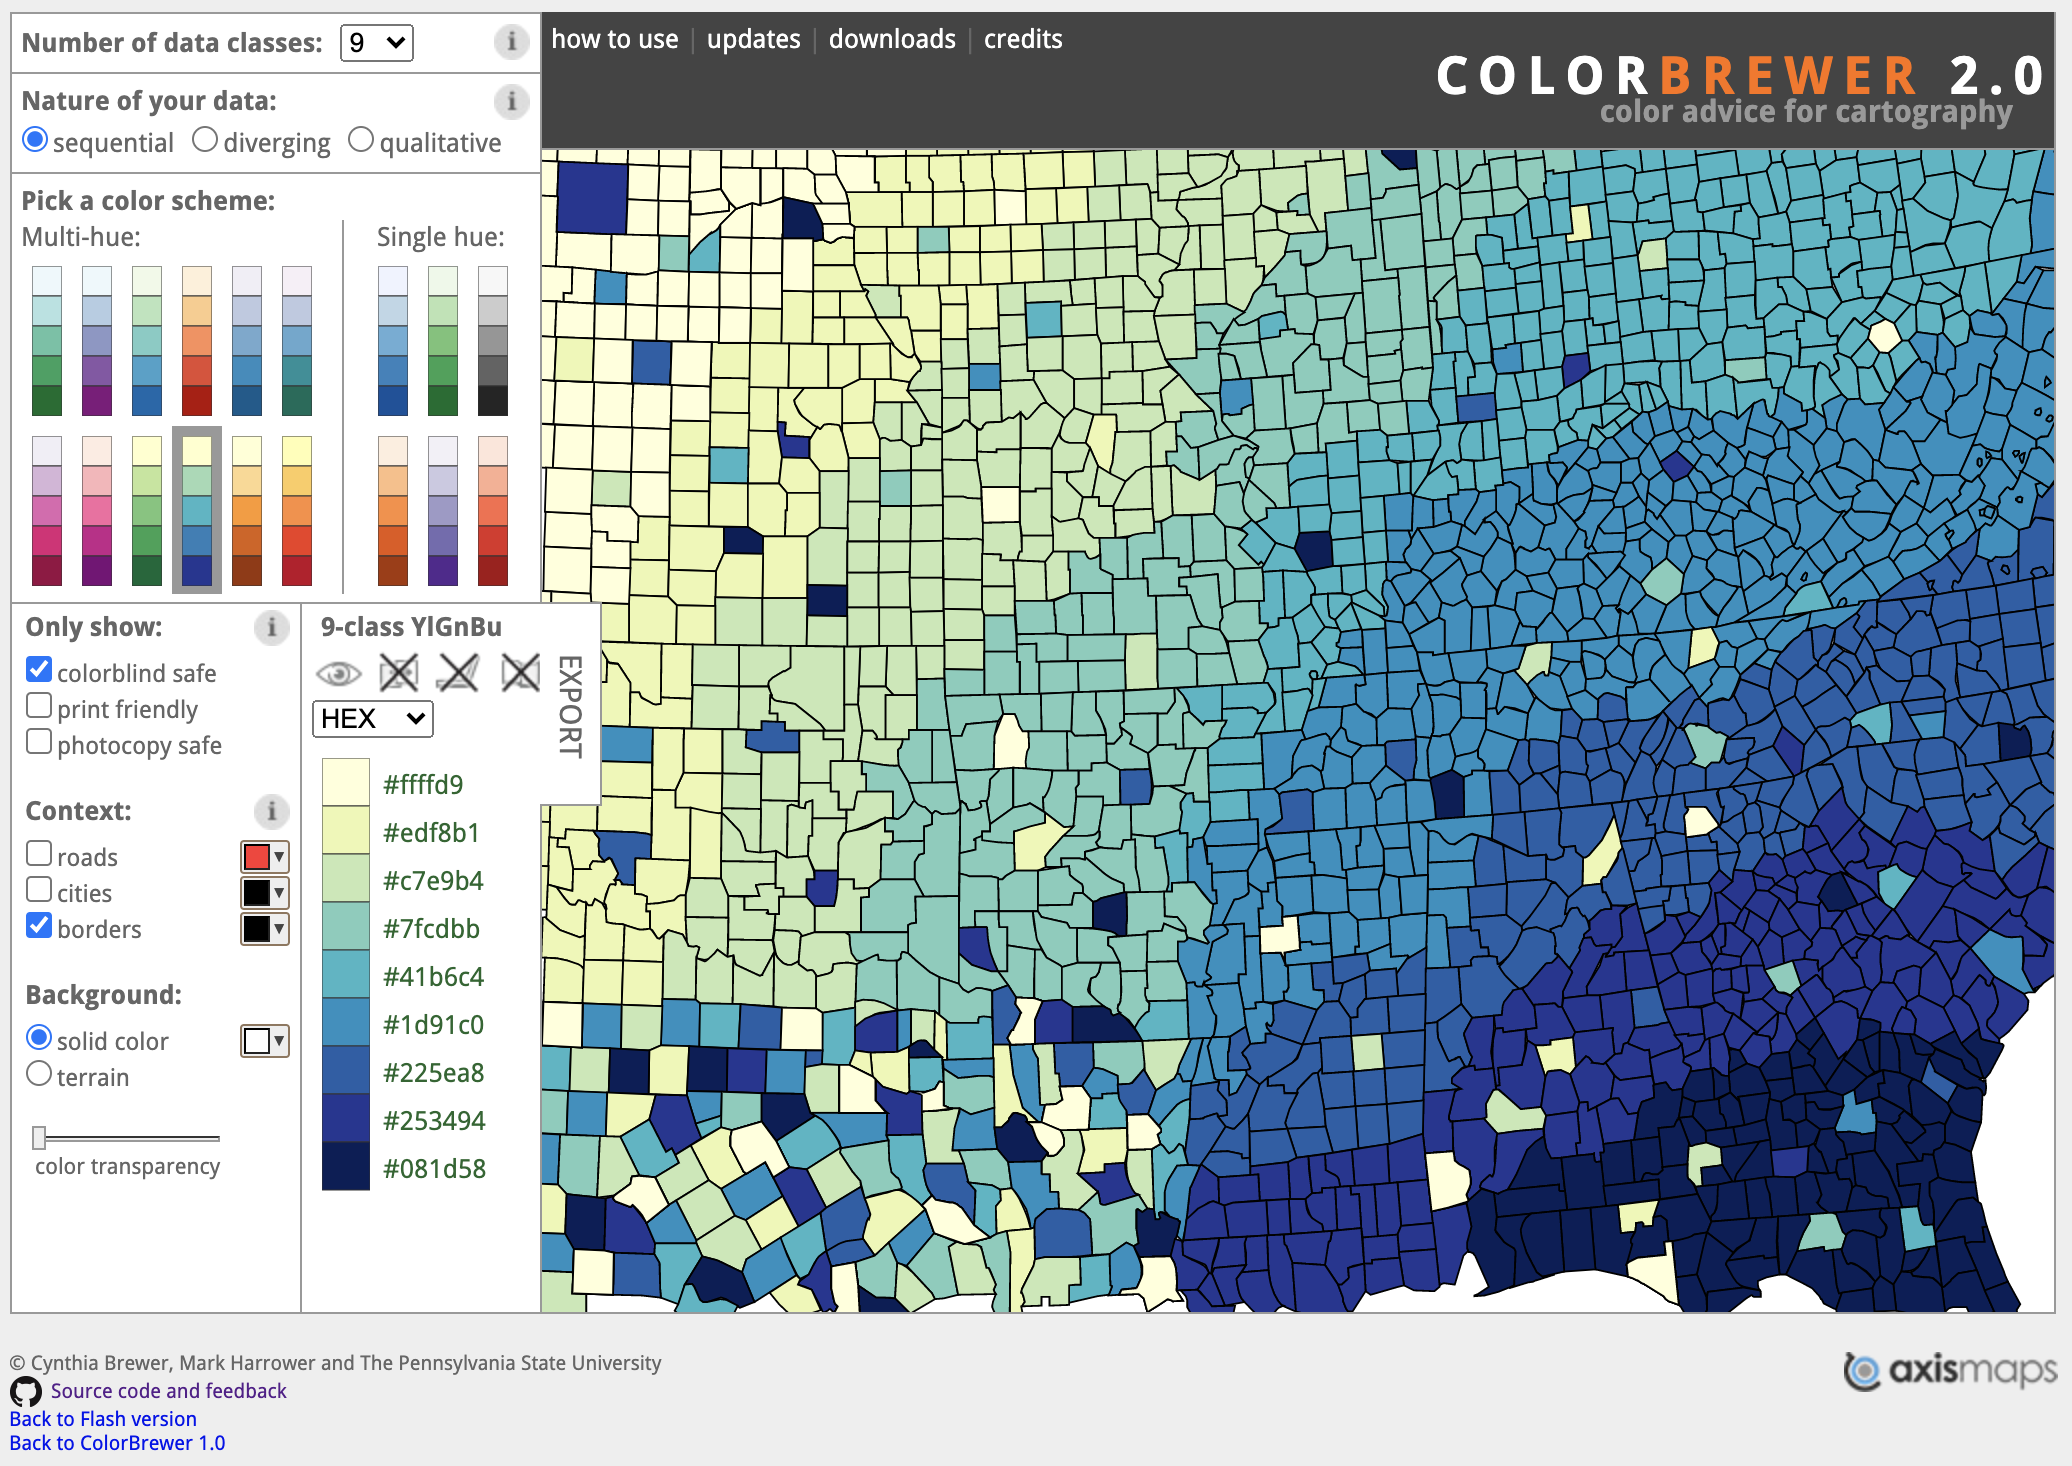 Number of data classes: 9
how to use | updates | downloads | credits
COLORBREWER 2.0
color advice for cartography
Nature of your data:
sequential diverging qualitative
Pick a color scheme:
Multi-hue: Single hue:
Only show:
colorblind safe
print friendly
photocopy safe
Context:
roads
cities
borders
Background:
solid color
terrain
color transparency
9-class YlGnBu
EXPORT
HEX
#ffffd9
#edf8b1
#c7e9b4
#7fcdbb
#41b6c4
#1d91c0
#225ea8
#253494
#081d58
© Cynthia Brewer, Mark Harrower and The Pennsylvania State University
Source code and feedback
Back to Flash version
Back to ColorBrewer 1.0
axismaps